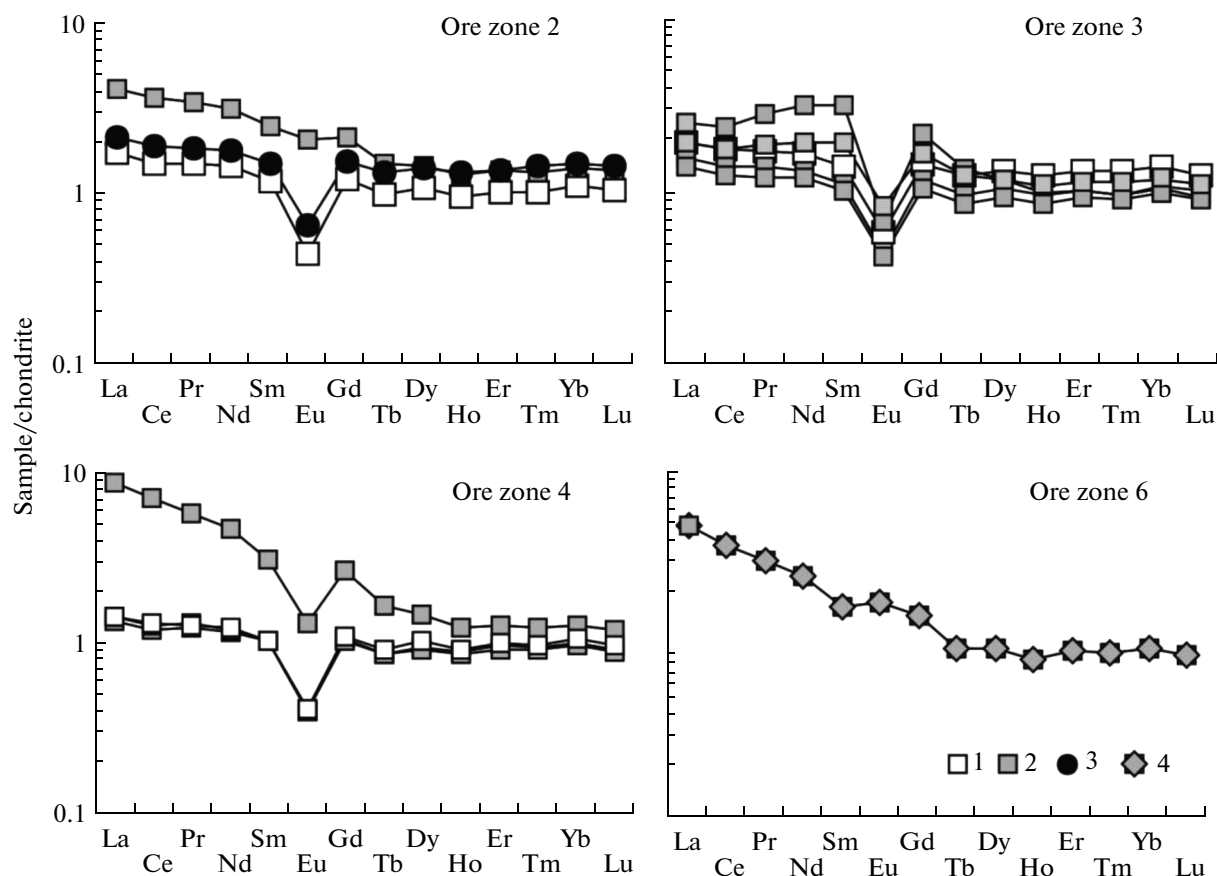 10
Ore zone 2
Ore zone 3
1
0.1
La Pr Sm Gd Dy Er Yb
Ce Nd Eu Tb Ho Tm Lu
La Pr Sm Gd Dy Er Yb
Ce Nd Eu Tb Ho Tm Lu
Sample/chondrite
10
Ore zone 4
Ore zone 6
1
1 2 3 4
0.1
La Pr Sm Gd Dy Er Yb
Ce Nd Eu Tb Ho Tm Lu
La Pr Sm Gd Dy Er Yb
Ce Nd Eu Tb Ho Tm Lu